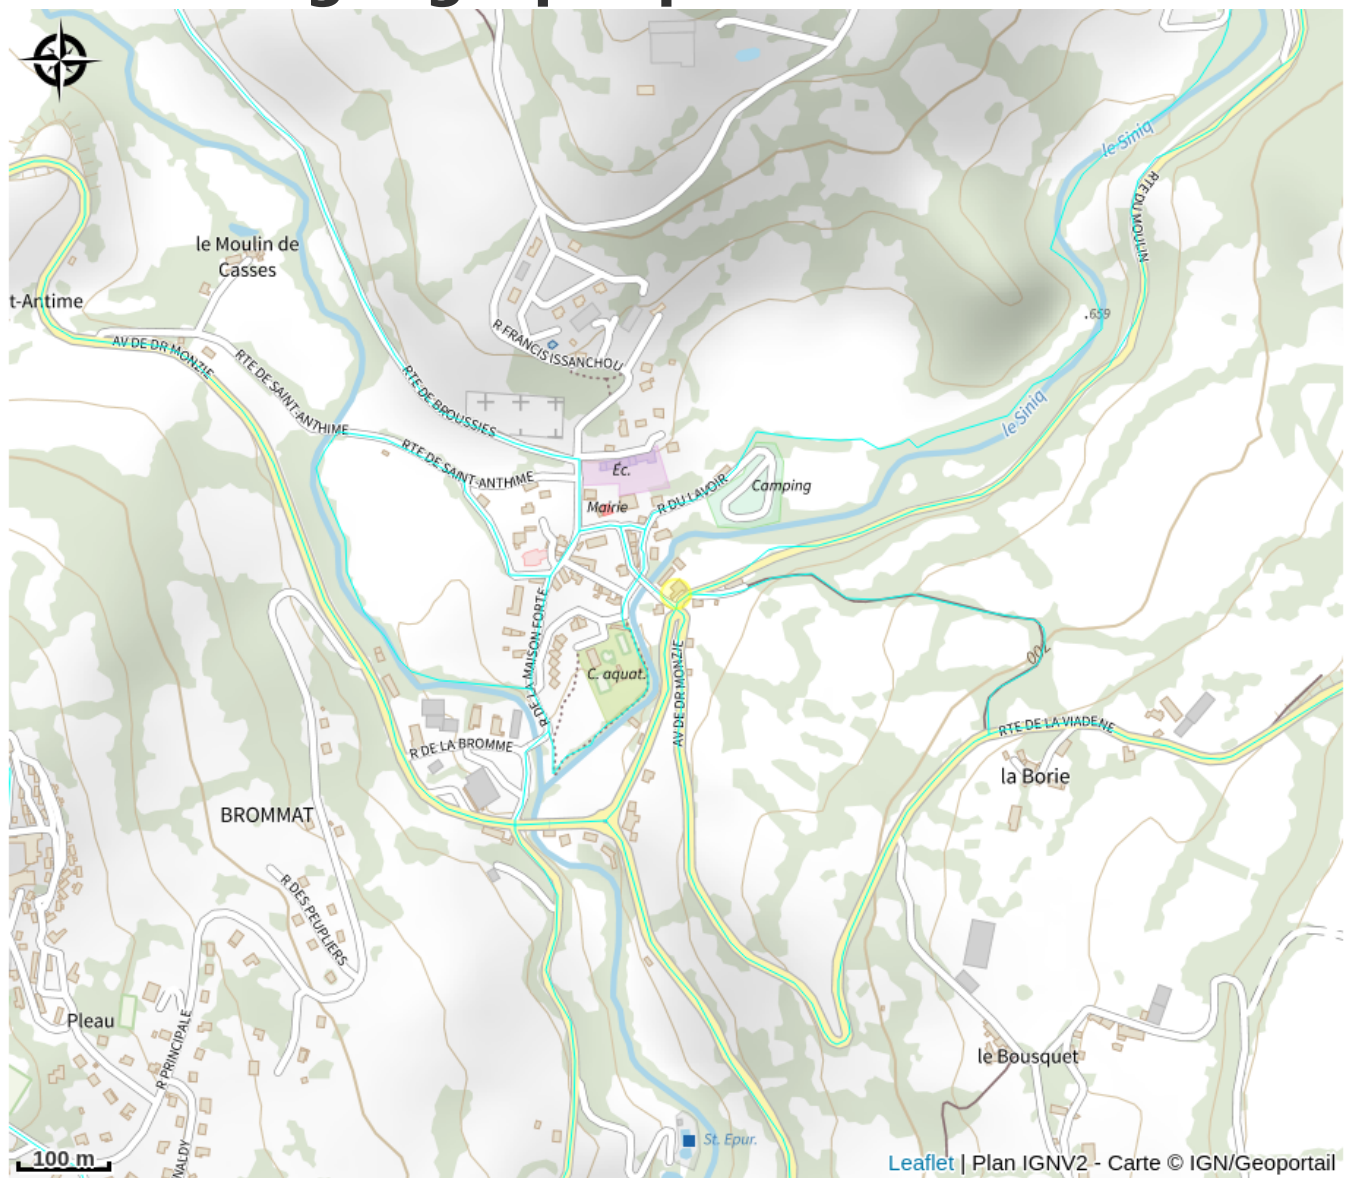 le Siniq
RTE DU MOULIN
le Moulin de
Casses
t-Antime
.659
R FRANCIS ISSANCHOU
AV DE DR MONZIE
RTE DE SAINT-ANTHIME
RTE DE BROUSSIES
le Siniq
RTE DE SAINT-ANTHIME
Éc.
Camping
R DU LAVOIR
Mairie
R DE LA MAISON FORTE
AV DE DR MONZIE
700
C. aquat.
RTE DE LA VIADENE
R DE LA BROMME
la Borie
BROMMAT
R DES PEUPLIERS
Pleau
R PRINCIPALE
le Bousquet
St. Epur.
NALDY
100 m
Leaflet | Plan IGNV2 - Carte © IGN/Geoportail